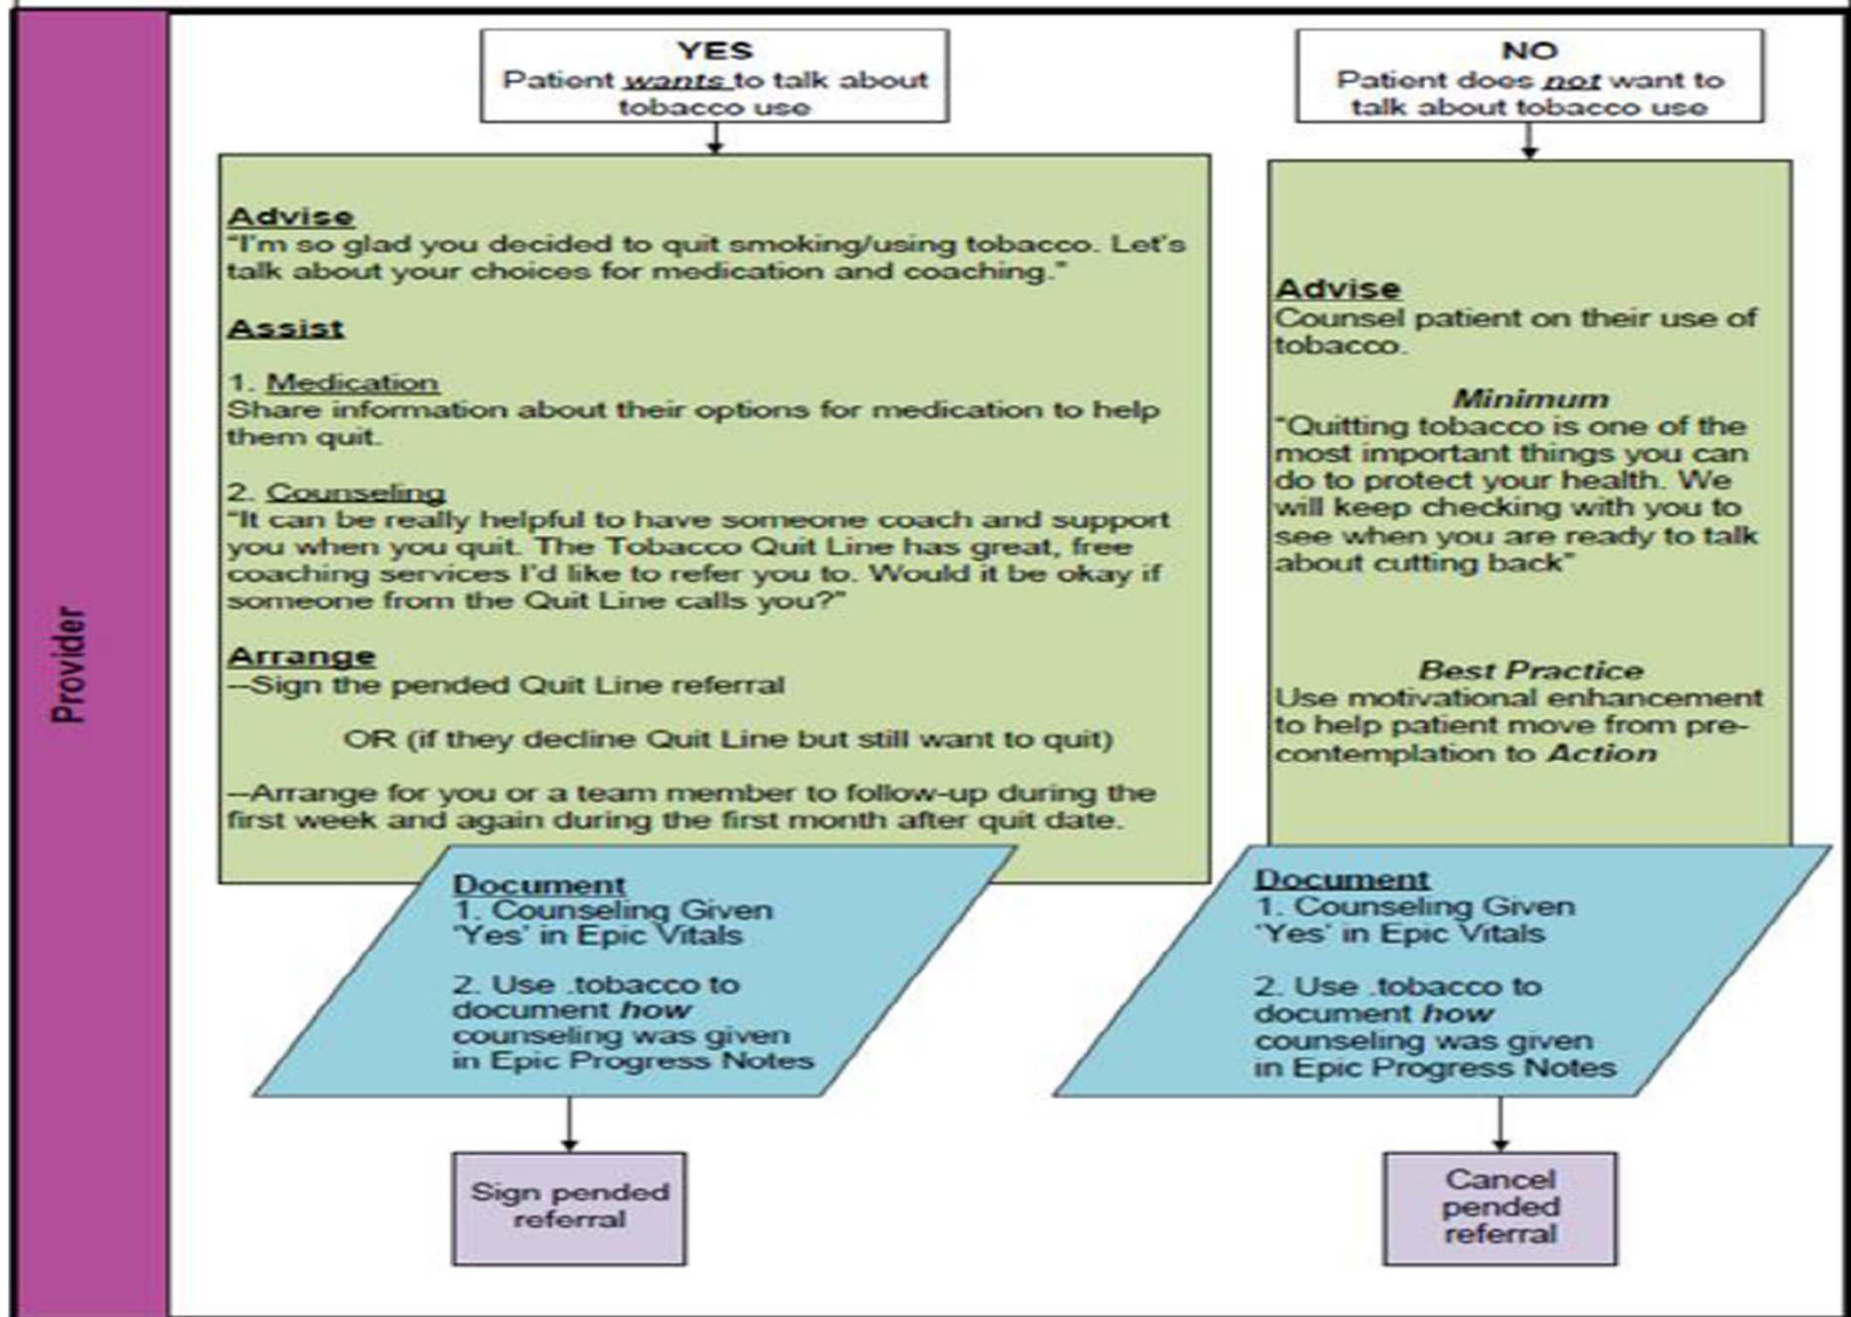 Provider
YES
Patient wants to talk about
tobacco use
Advise
"I'm so glad you decided to quit smoking/using tobacco. Let's
talk about your choices for medication and coaching."
Assist
1. Medication
Share information about their options for medication to help
them quit.
2. Counseling
"It can be really helpful to have someone coach and support
you when you quit. The Tobacco Quit Line has great, free
coaching services I'd like to refer you to. Would it be okay if
someone from the Quit Line calls you?"
Arrange
--Sign the pended Quit Line referral
OR (if they decline Quit Line but still want to quit)
--Arrange for you or a team member to follow-up during the
first week and again during the first month after quit date.
Document
1. Counseling Given
'Yes' in Epic Vitals
2. Use .tobacco to
document how
counseling was given
in Epic Progress Notes
Sign pended
referral
NO
Patient does not want to
talk about tobacco use
Advise
Counsel patient on their use of
tobacco.
Minimum
"Quitting tobacco is one of the
most important things you can
do to protect your health. We
will keep checking with you to
see when you are ready to talk
about cutting back"
Best Practice
Use motivational enhancement
to help patient move from pre-
contemplation to Action
Document
1. Counseling Given
'Yes' in Epic Vitals
2. Use .tobacco to
document how
counseling was given
in Epic Progress Notes
Cancel
pended
referral